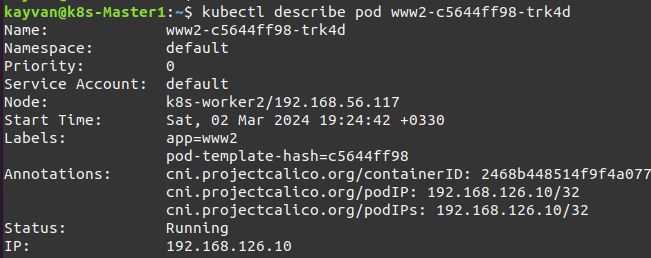 kayvan@k8s-Master1:~$ kubectl describe pod www2-c5644ff98-trk4d
Name:             www2-c5644ff98-trk4d
Namespace:        default
Priority:         0
Service Account:  default
Node:             k8s-worker2/192.168.56.117
Start Time:       Sat, 02 Mar 2024 19:24:42 +0330
Labels:           app=www2
                  pod-template-hash=c5644ff98
Annotations:      cni.projectcalico.org/containerID: 2468b448514f9f4a077
                  cni.projectcalico.org/podIP: 192.168.126.10/32
                  cni.projectcalico.org/podIPs: 192.168.126.10/32
Status:           Running
IP:               192.168.126.10